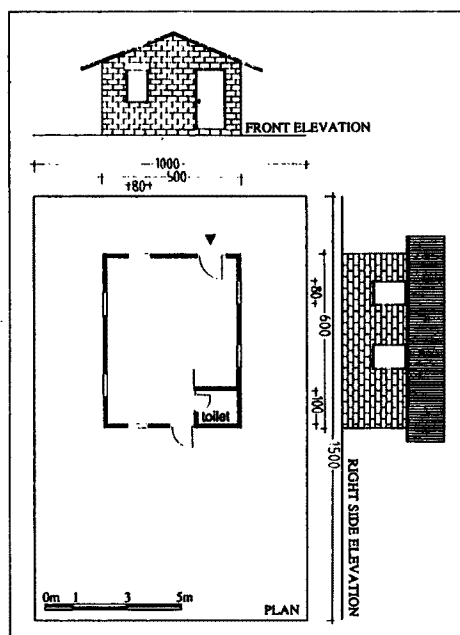 FRONT ELEVATION
1000
500
+80+
+80+
600
+100+
1500
toilet
RIGHT SIDE ELEVATION
0m 1 3 5m
PLAN